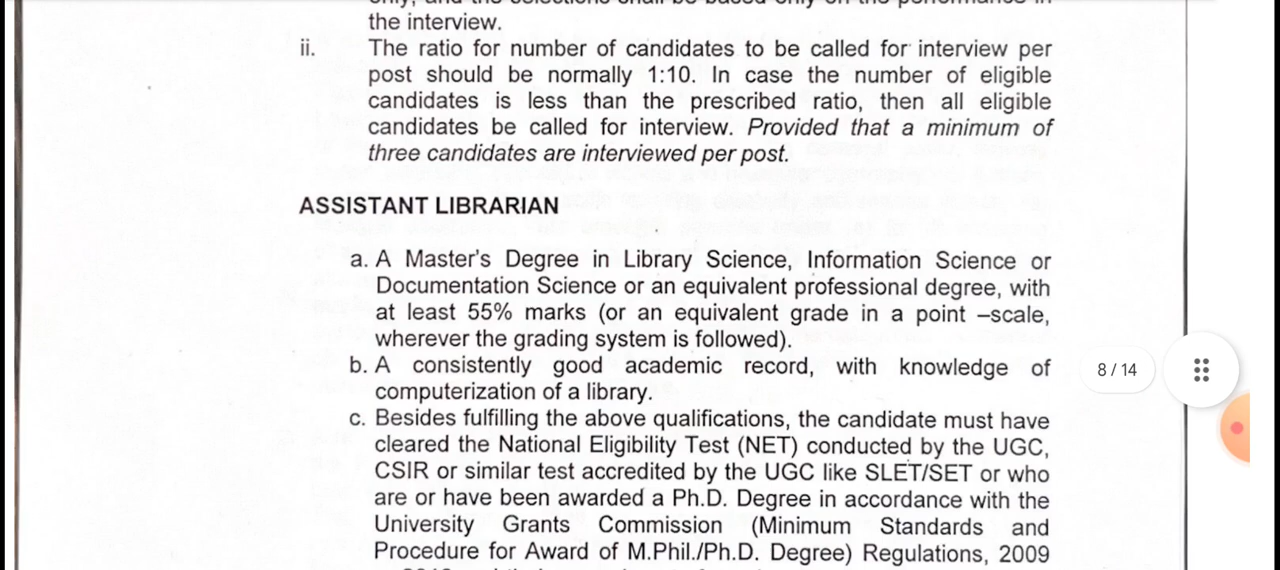 the interview.
ii. The ratio for number of candidates to be called for interview per
post should be normally 1:10. In case the number of eligible
candidates is less than the prescribed ratio, then all eligible
candidates be called for interview. Provided that a minimum of
three candidates are interviewed per post.
ASSISTANT LIBRARIAN
a. A Master's Degree in Library Science, Information Science or
Documentation Science or an equivalent professional degree, with
at least 55% marks (or an equivalent grade in a point –scale,
wherever the grading system is followed).
b. A consistently good academic record, with knowledge of
computerization of a library.
8 / 14
c. Besides fulfilling the above qualifications, the candidate must have
cleared the National Eligibility Test (NET) conducted by the UGC,
CSIR or similar test accredited by the UGC like SLET/SET or who
are or have been awarded a Ph.D. Degree in accordance with the
University Grants Commission (Minimum Standards and
Procedure for Award of M.Phil./Ph.D. Degree) Regulations, 2009